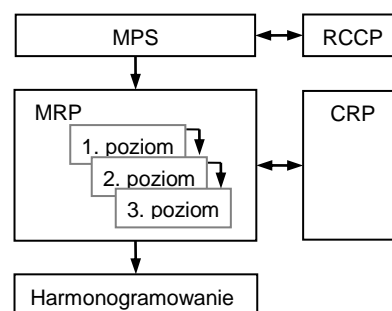 MPS
RCCP
MRP
CRP
1. poziom
2. poziom
3. poziom
Harmonogramowanie